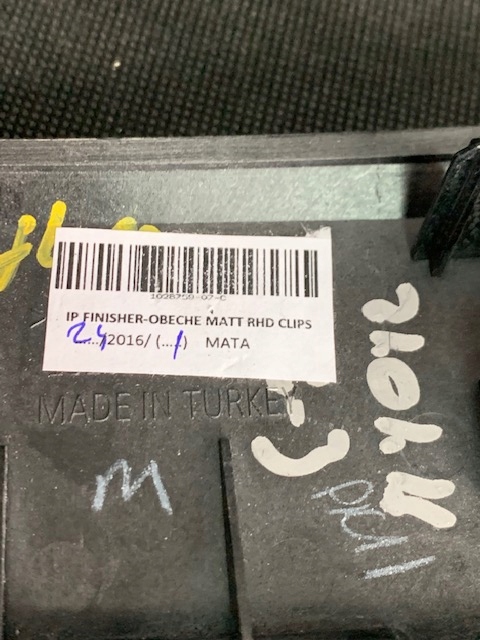 1028759-07-C
IP FINISHER-OBECHE MATT RHD CLIPS
24../2016/ (..1.) MATA
MADE IN TURKEY
M